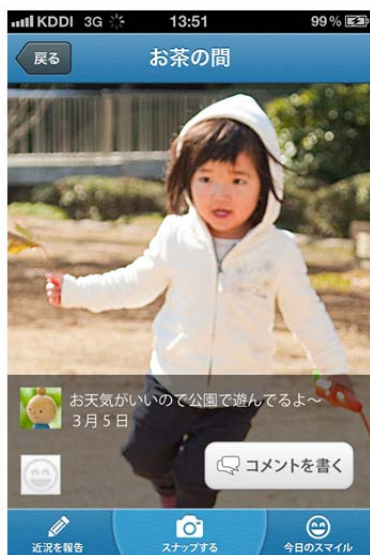 KDDI 3G 13:51 99%
戻る お茶の間
お天気がいいので公園で遊んでるよ〜
3月5日
コメントを書く
近況を報告 スナップする 今日のスマイル